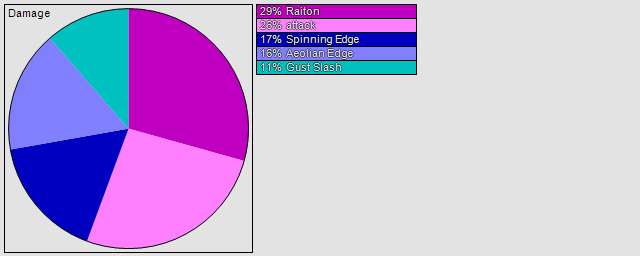 Damage
29% Raiton
26% attack
17% Spinning Edge
16% Aeolian Edge
11% Gust Slash